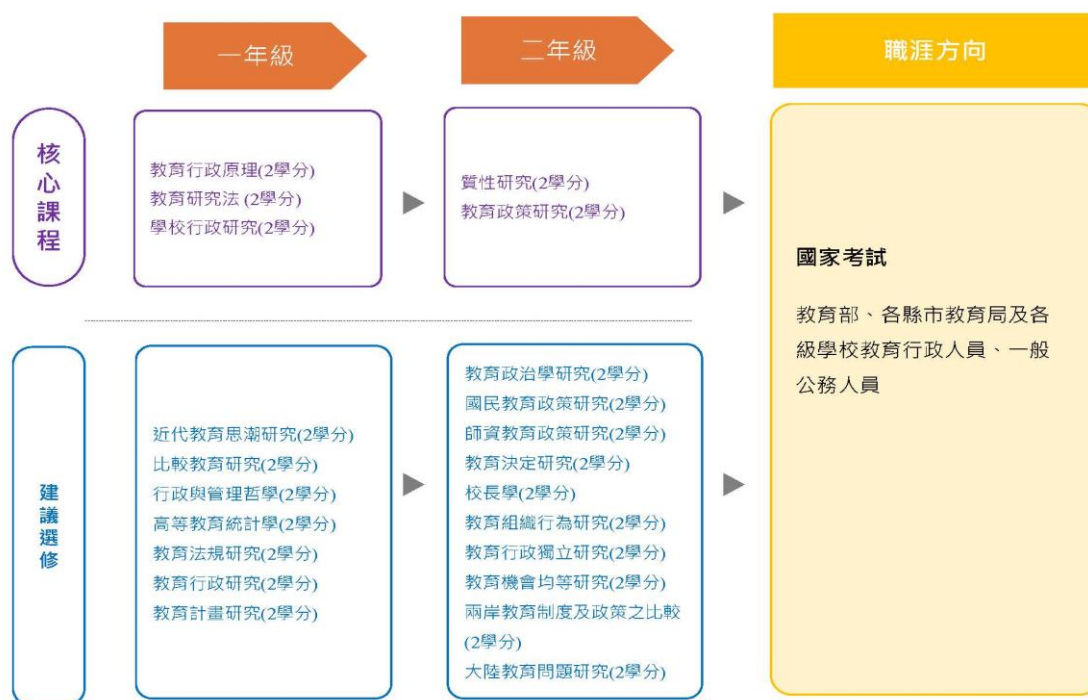 一年級
二年級
職涯方向
核心課程
教育行政原理(2學分)
教育研究法 (2學分)
學校行政研究(2學分)
質性研究(2學分)
教育政策研究(2學分)
國家考試
教育部、各縣市教育局及各
級學校教育行政人員、一般
公務人員
建議選修
近代教育思潮研究(2學分)
比較教育研究(2學分)
行政與管理哲學(2學分)
高等教育統計學(2學分)
教育法規研究(2學分)
教育行政研究(2學分)
教育計畫研究(2學分)
教育政治學研究(2學分)
國民教育政策研究(2學分)
師資教育政策研究(2學分)
教育決定研究(2學分)
校長學(2學分)
教育組織行為研究(2學分)
教育行政獨立研究(2學分)
教育機會均等研究(2學分)
兩岸教育制度及政策之比較
(2學分)
大陸教育問題研究(2學分)